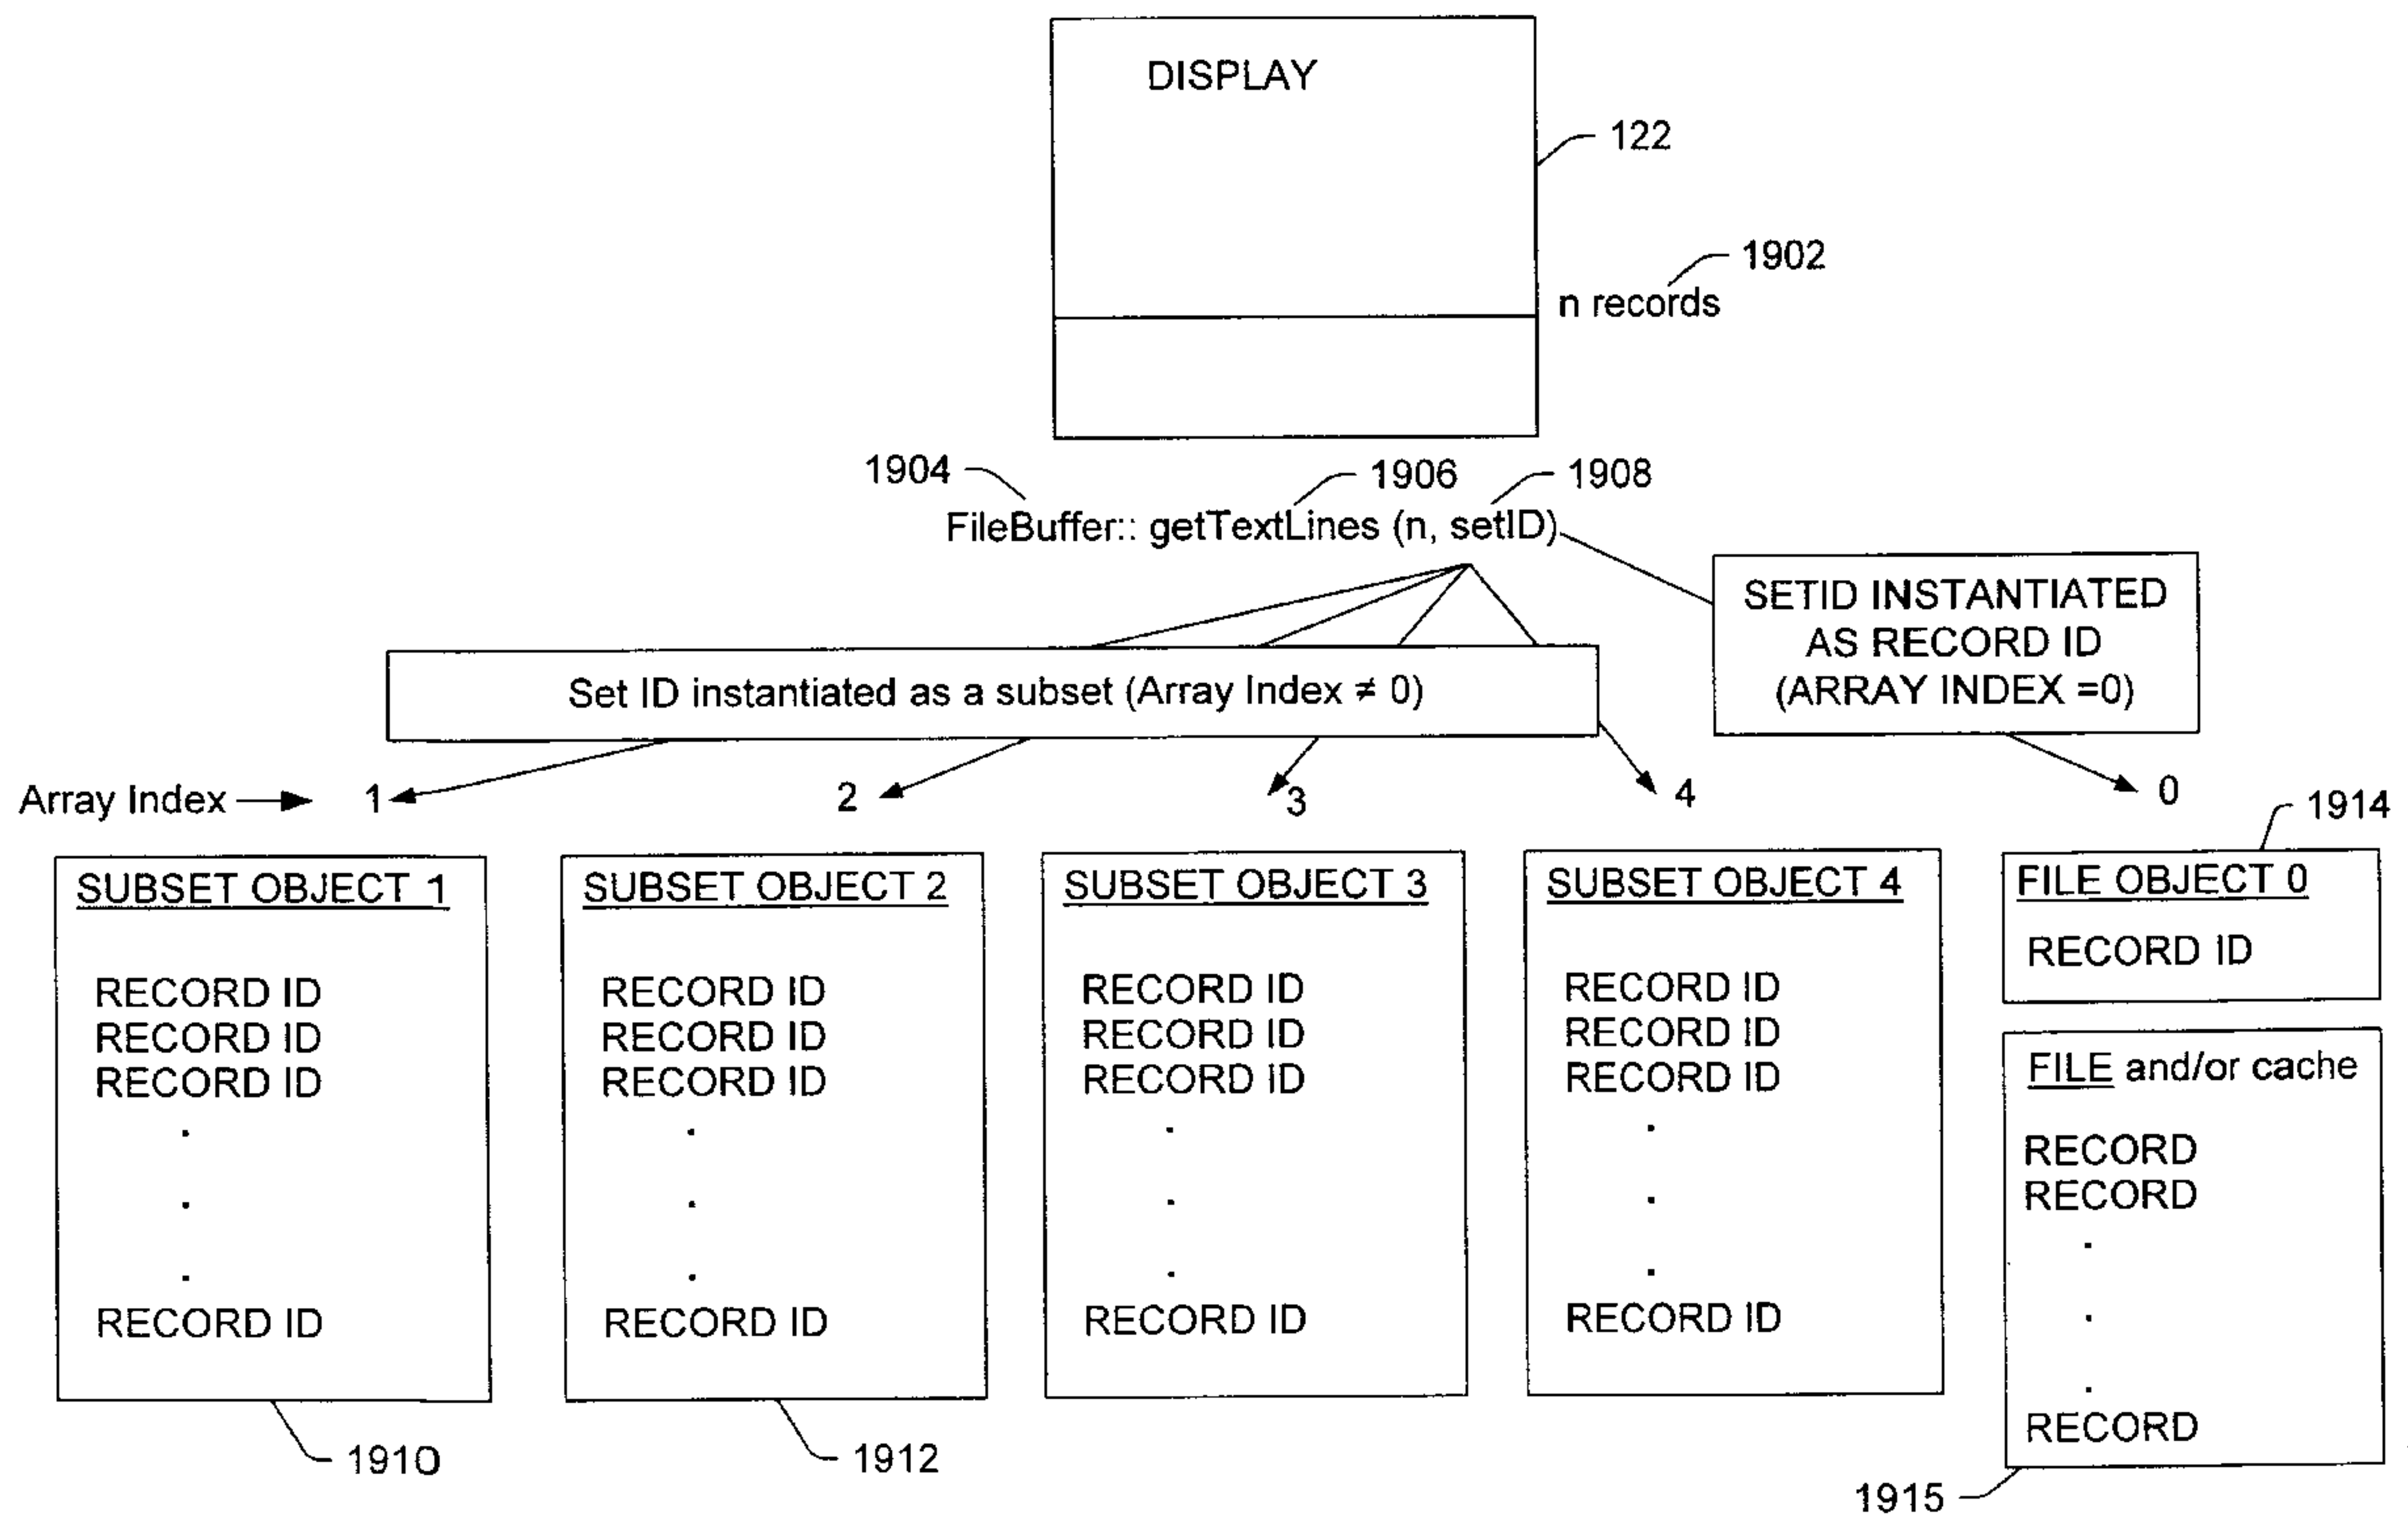 DISPLAY
122
1902
n records
1904
1906
1908
FileBuffer:: getTextLines (n, setID)
SETID INSTANTIATED
AS RECORD ID
(ARRAY INDEX =0)
Set ID instantiated as a subset (Array Index ≠ 0)
Array Index
1
2
3
4
0
1914
SUBSET OBJECT 1
RECORD ID
RECORD ID
RECORD ID
.
.
.
RECORD ID
1910
SUBSET OBJECT 2
RECORD ID
RECORD ID
RECORD ID
.
.
.
RECORD ID
1912
SUBSET OBJECT 3
RECORD ID
RECORD ID
RECORD ID
.
.
.
RECORD ID
SUBSET OBJECT 4
RECORD ID
RECORD ID
RECORD ID
.
.
.
RECORD ID
FILE OBJECT 0
RECORD ID
FILE and/or cache
RECORD
RECORD
.
.
.
RECORD
1915